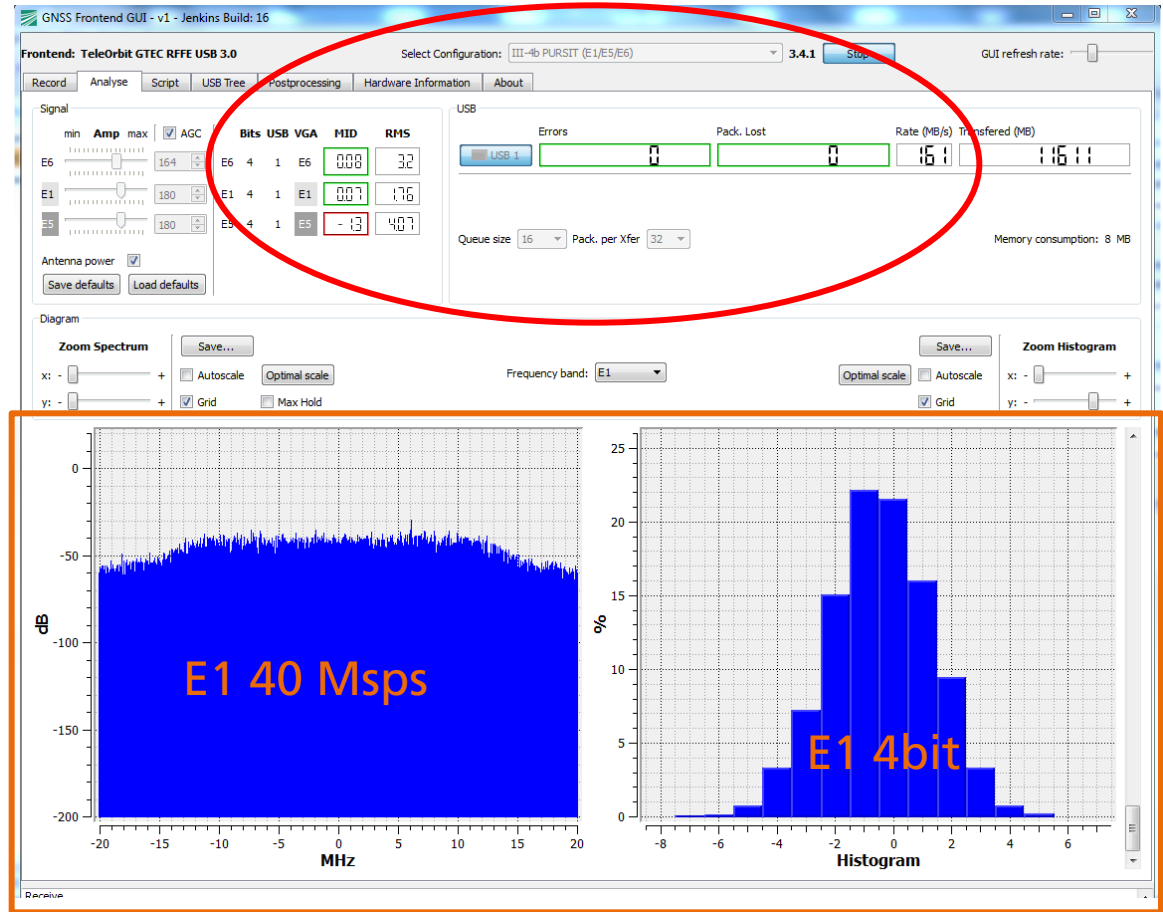 GNSS Frontend GUI - v1 - Jenkins Build: 16
Frontend: TeleOrbit GTEC RFFE USB 3.0 Select Configuration: III-4b PURSIT (E1/E5/E6) 3.4.1 Stop GUI refresh rate:
Record Analyse Script USB Tree Postprocessing Hardware Information About
Signal USB
min Amp max AGC Bits USB VGA MID RMS Errors Pack. Lost Rate (MB/s) Transfered (MB)
E6 164 E6 4 1 E6 0.08 3.2 USB 1 0 0 161 11611
E1 180 E1 4 1 E1 0.07 1.76
E5 180 E5 4 1 E5 -1.3 4.07
Queue size 16 Pack. per Xfer 32 Memory consumption: 8 MB
Antenna power
Save defaults Load defaults
Diagram
Zoom Spectrum Save... Save... Zoom Histogram
x: - + Autoscale Optimal scale Frequency band: E1 Optimal scale Autoscale x: - +
y: - + Grid Max Hold Grid y: - +
0
-50
-100
-150
-200
dB
E1 40 Msps
-20 -15 -10 -5 0 5 10 15 20
MHz
25
20
15
10
5
0
%
E1 4bit
-8 -6 -4 -2 0 2 4 6
Histogram
Receive